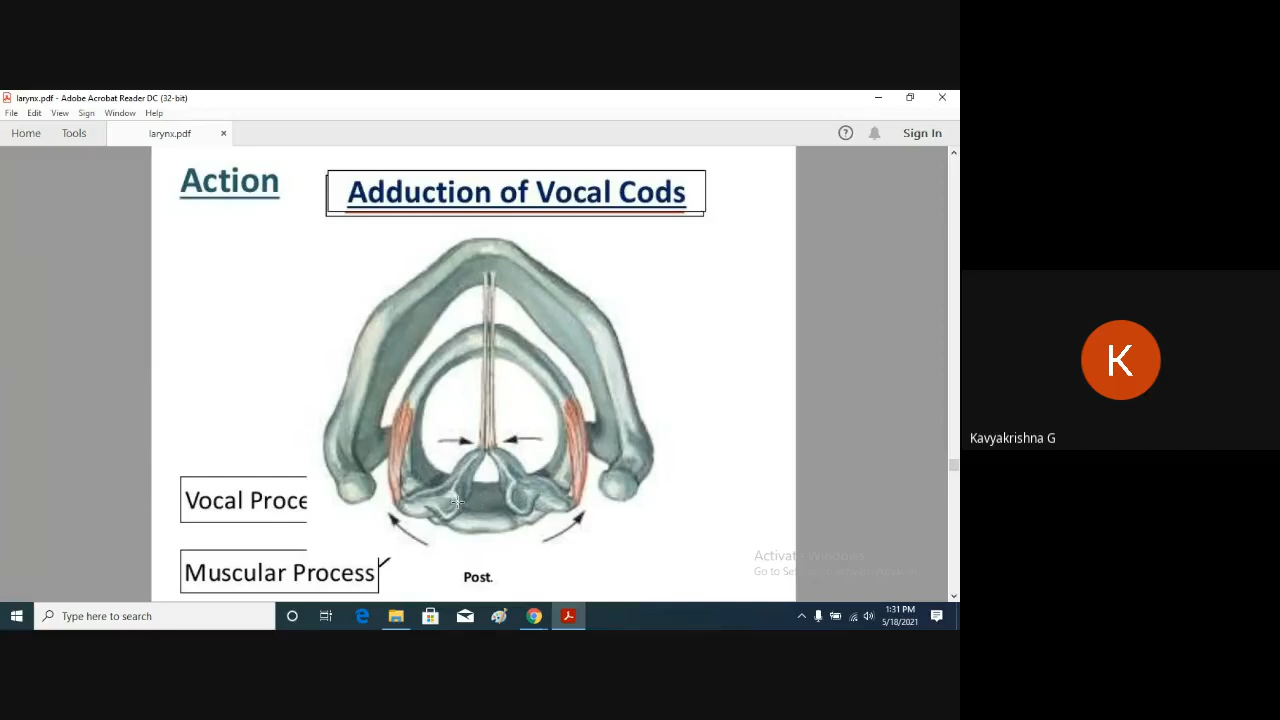 larynx.pdf - Adobe Acrobat Reader DC (32-bit)
File Edit View Sign Window Help
Home Tools larynx.pdf × Sign In
Action
Adduction of Vocal Cods
K
Kavyakrishna G
Vocal Proce
Activate Windows
Muscular Process
Post.
Type here to search
1:31 PM
5/18/2021